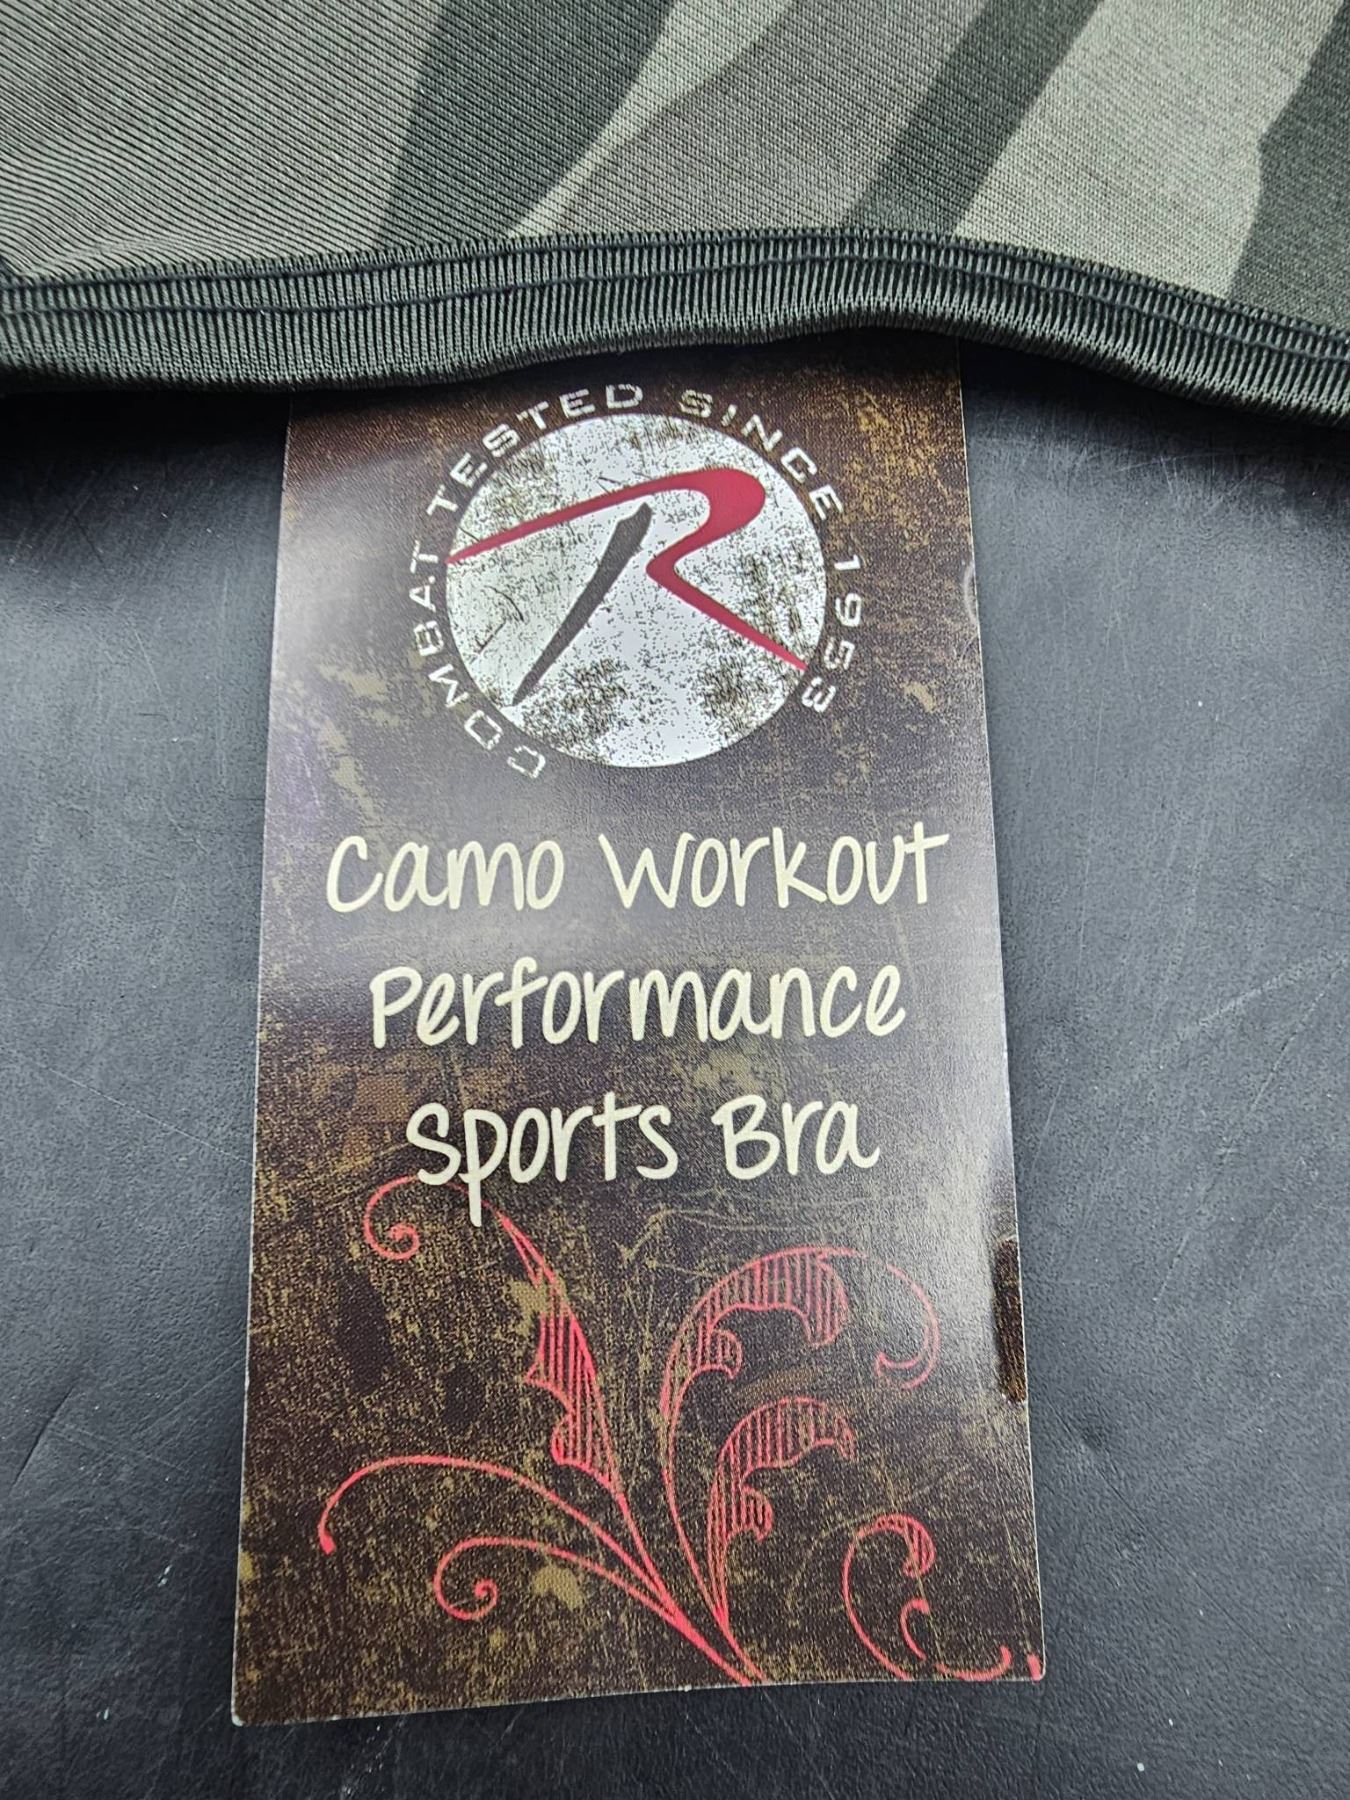 COMBAT TESTED SINCE 1953
R
Camo Workout
Performance
Sports Bra